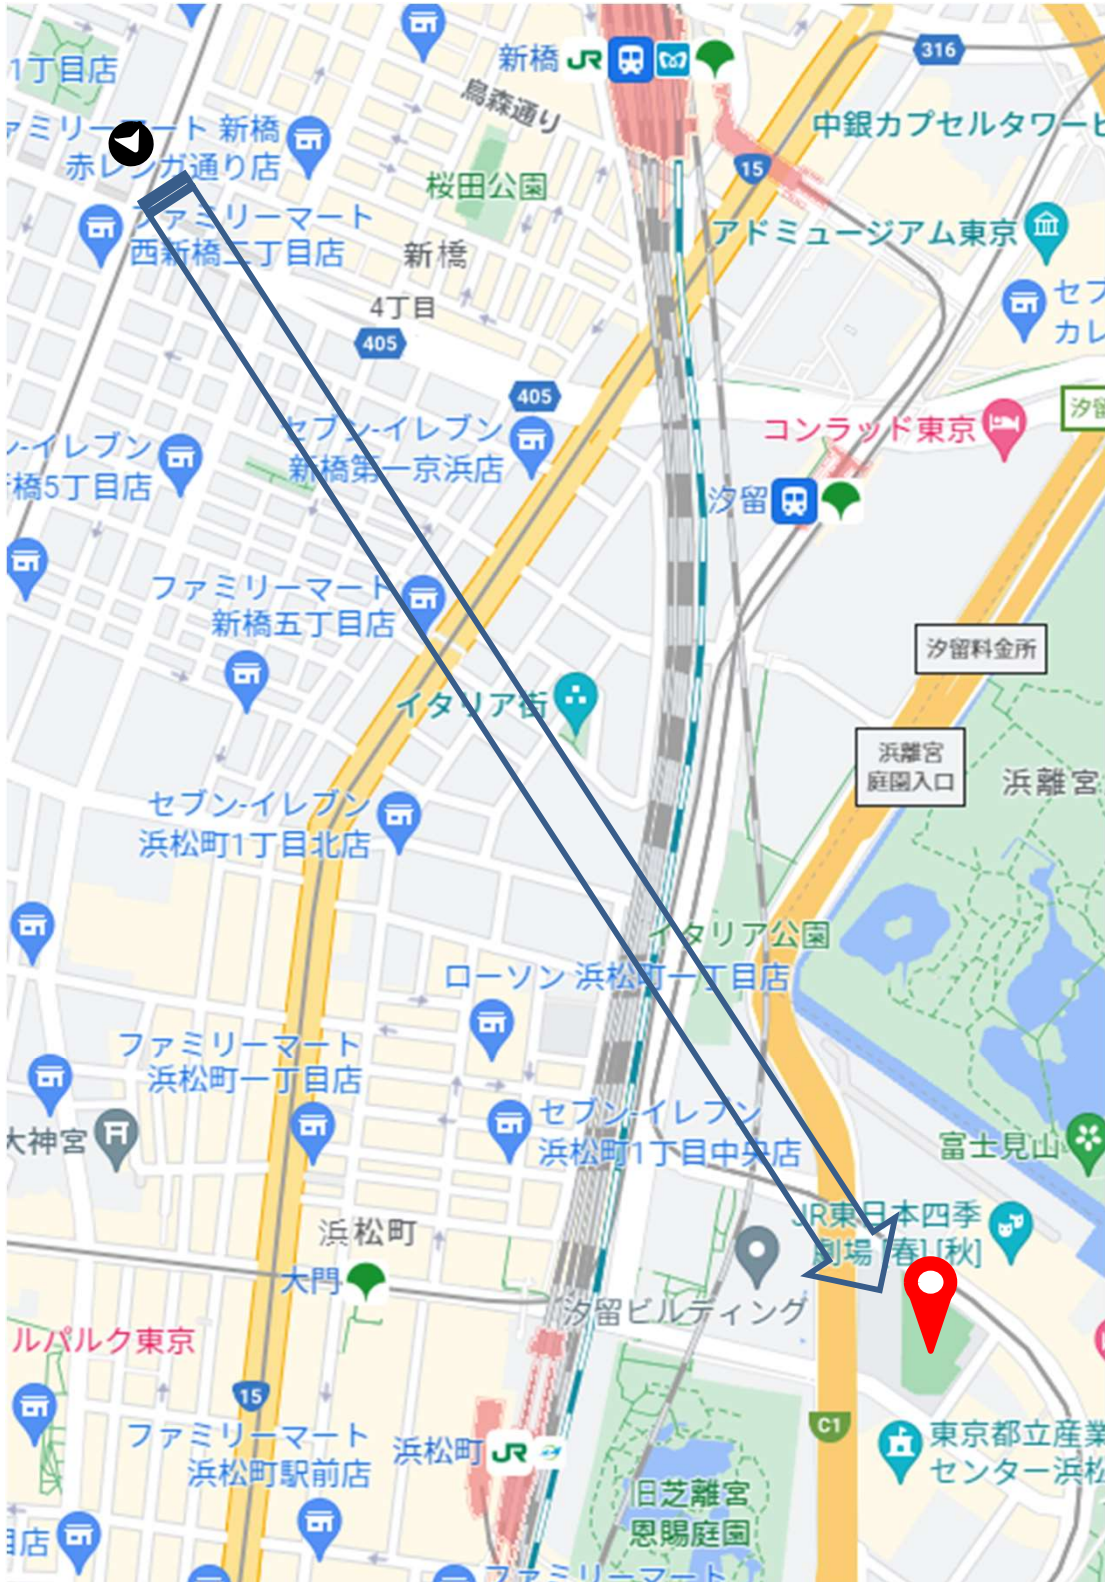 新橋 JR
316
1丁目店
烏森通り
中銀カプセルタワービ
ァミリーマート 新橋
赤レンガ通り店
15
桜田公園
ファミリーマート
西新橋二丁目店
アドミュージアム東京
新橋
4丁目
セブ
カレ
405
405
汐留
コンラッド東京
セブン-イレブン
新橋第一京浜店
ン-イレブン
橋5丁目店
汐留
ファミリーマート
新橋五丁目店
汐留料金所
イタリア街
浜離宮
庭園入口
浜離宮
セブン-イレブン
浜松町1丁目北店
イタリア公園
ローソン 浜松町一丁目店
ファミリーマート
浜松町一丁目店
セブン-イレブン
浜松町1丁目中央店
大神宮
富士見山
JR東日本四季
劇場 [春] [秋]
浜松町
大門
汐留ビルディング
ルパルク東京
15
C1
ファミリーマート
浜松町駅前店
浜松町 JR
東京都立産業
センター浜松
旧芝離宮
恩賜庭園
目店
ファミリーマート